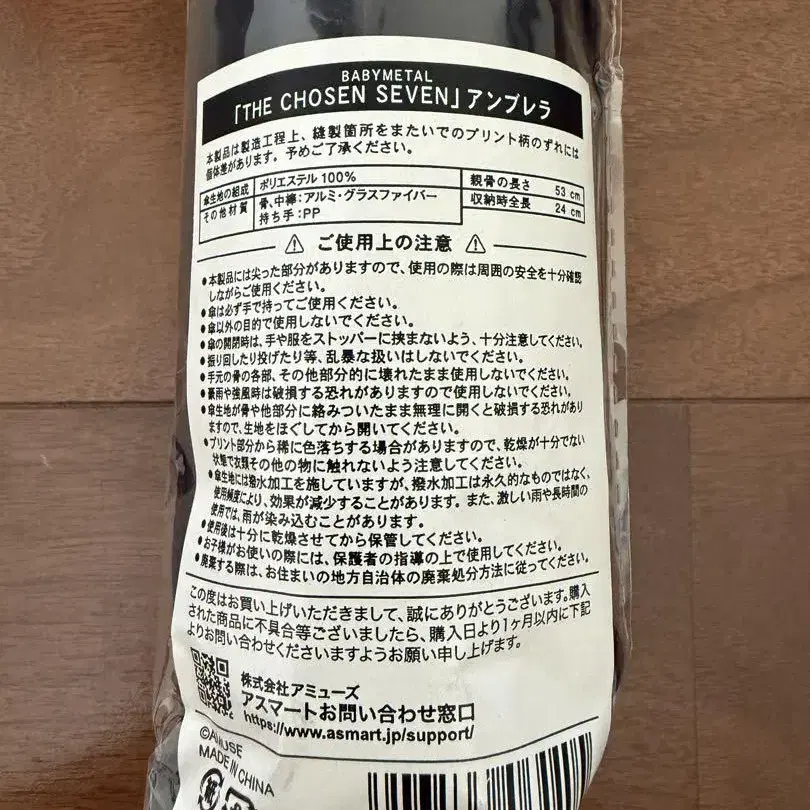 BABYMETAL
「THE CHOSEN SEVEN」アンブレラ
本製品は製造工程上、縫製箇所をまたいでのプリント柄のずれには
個体差があります。予めご了承ください。
傘生地の組成 ポリエステル100% 親骨の長さ 53 cm
その他材質 骨、中棒：アルミ・グラスファイバー 収納時全長 24 cm
持ち手：PP
⚠ ご使用上の注意 ⚠
●本製品には尖った部分がありますので、使用の際は周囲の安全を十分確認
しながらご使用ください。
●傘は必ず手で持ってご使用ください。
●傘以外の目的で使用しないでください。
●傘の開閉時は、手や服をストッパーに挟まないよう、十分注意してください。
●振り回したり投げたり等、乱暴な扱いはしないでください。
●手元の骨の各部、その他部分的に壊れたまま使用しないでください。
●豪雨や強風時は破損する恐れがありますので使用しないでください。
●傘生地が骨や他部分に絡みついたまま無理に開くと破損する恐れがあり
ますので、生地をほぐしてから開いてください。
●プリント部分から稀に色落ちする場合がありますので、乾燥が十分でない
状態で衣類その他の物に触れないよう注意してください。
●傘生地には撥水加工を施していますが、撥水加工は永久的なものではなく、
使用頻度により、効果が減少することがあります。また、激しい雨や長時間の
使用では、雨が染み込むことがあります。
●使用後は十分に乾燥させてから保管してください。
●お子様がお使いの際には、保護者の指導の上で使用してください。
●廃棄する際は、お住まいの地方自治体の廃棄処分方法に従ってください。
この度はお買い上げいただきまして、誠にありがとうございます。購入
された商品に不具合等ございましたら、購入日より1ヶ月以内に下記
よりお問い合わせくださいますようお願い申し上げます。
株式会社アミューズ
アスマートお問い合わせ窓口
https://www.asmart.jp/support/
©AMUSE
MADE IN CHINA